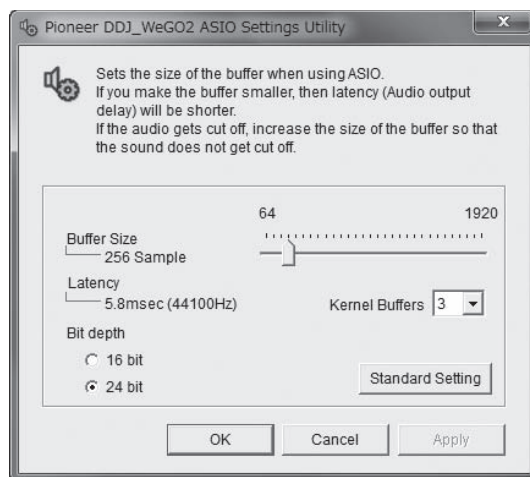 Pioneer DDJ_WeGO2 ASIO Settings Utility
Sets the size of the buffer when using ASIO.
If you make the buffer smaller, then latency (Audio output
delay) will be shorter.
If the audio gets cut off, increase the size of the buffer so that
the sound does not get cut off.
64 1920
Buffer Size
256 Sample
Latency
5.8msec (44100Hz)
Kernel Buffers 3
Bit depth
16 bit
24 bit
Standard Setting
OK Cancel Apply